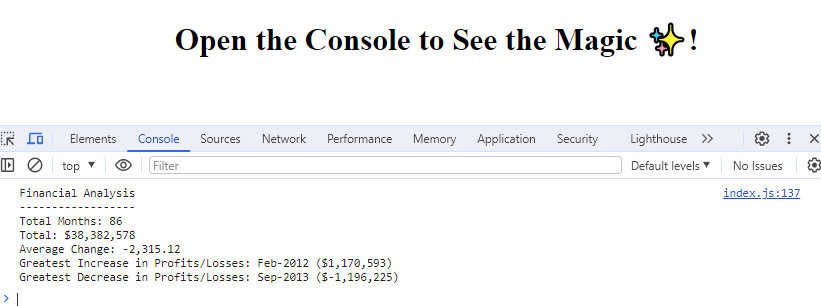 Open the Console to See the Magic ✨!
Elements Console Sources Network Performance Memory Application Security Lighthouse
top Filter Default levels No Issues
Financial Analysis index.js:137
------------------
Total Months: 86
Total: $38,382,578
Average Change: -2,315.12
Greatest Increase in Profits/Losses: Feb-2012 ($1,170,593)
Greatest Decrease in Profits/Losses: Sep-2013 ($-1,196,225)